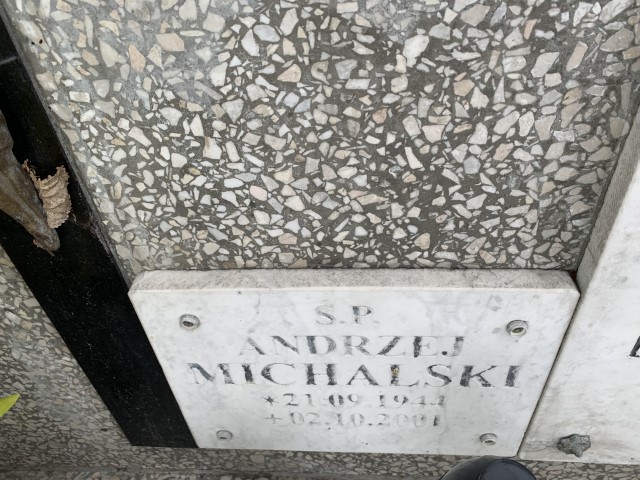 Ś.P.
ANDRZEJ
MICHALSKI
*21.09.1944
+02.10.2001